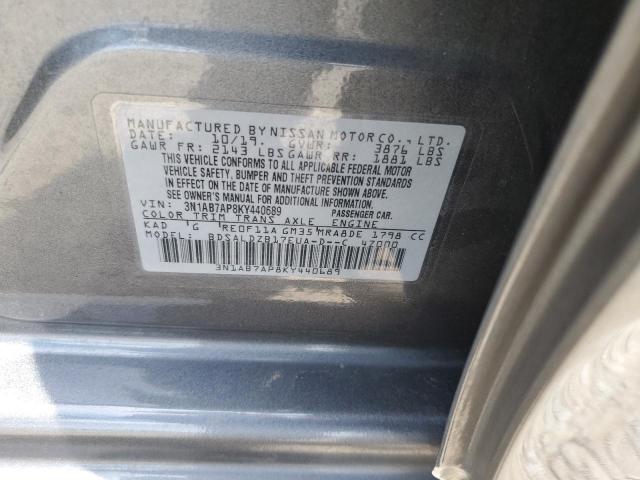 MANUFACTURED BY NISSAN MOTOR CO., LTD.
DATE: 10/19. GVWR: 3876 LBS
GAWR FR: 2143 LBS GAWR RR: 1881 LBS
THIS VEHICLE CONFORMS TO ALL APPLICABLE FEDERAL MOTOR
VEHICLE SAFETY, BUMPER AND THEFT PREVENTION STANDARDS
IN EFFECT ON THE DATE OF MANUFACTURE SHOWN ABOVE.
SEE OWNER'S MANUAL FOR ADDITIONAL INFORMATION.
VIN: 3N1AB7AP8KY440689 PASSENGER CAR.
COLOR TRIM TRANS AXLE ENGINE
KAD G RE0F11A GM35 MRA8DE 1798 CC
MODEL: BDSALDZB17EUA-D--C 47000
3N1AB7AP8KY440689